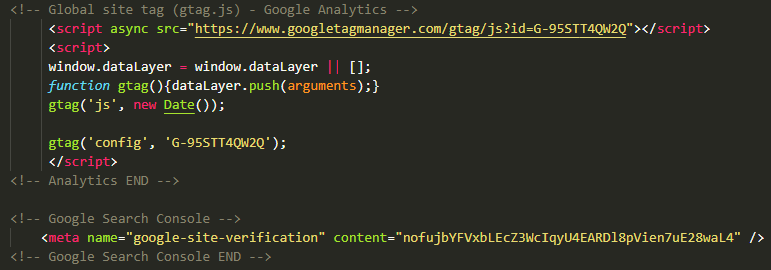 <!-- Global site tag (gtag.js) - Google Analytics -->
<script async src="https://www.googletagmanager.com/gtag/js?id=G-95STT4QW2Q"></script>
<script>
window.dataLayer = window.dataLayer || [];
function gtag(){dataLayer.push(arguments);}
gtag('js', new Date());
gtag('config', 'G-95STT4QW2Q');
</script>
<!-- Analytics END -->
<!-- Google Search Console -->
<meta name="google-site-verification" content="nofujbYFVxbLEcZ3WcIqyU4EARDl8pVien7uE28waL4" />
<!-- Google Search Console END -->